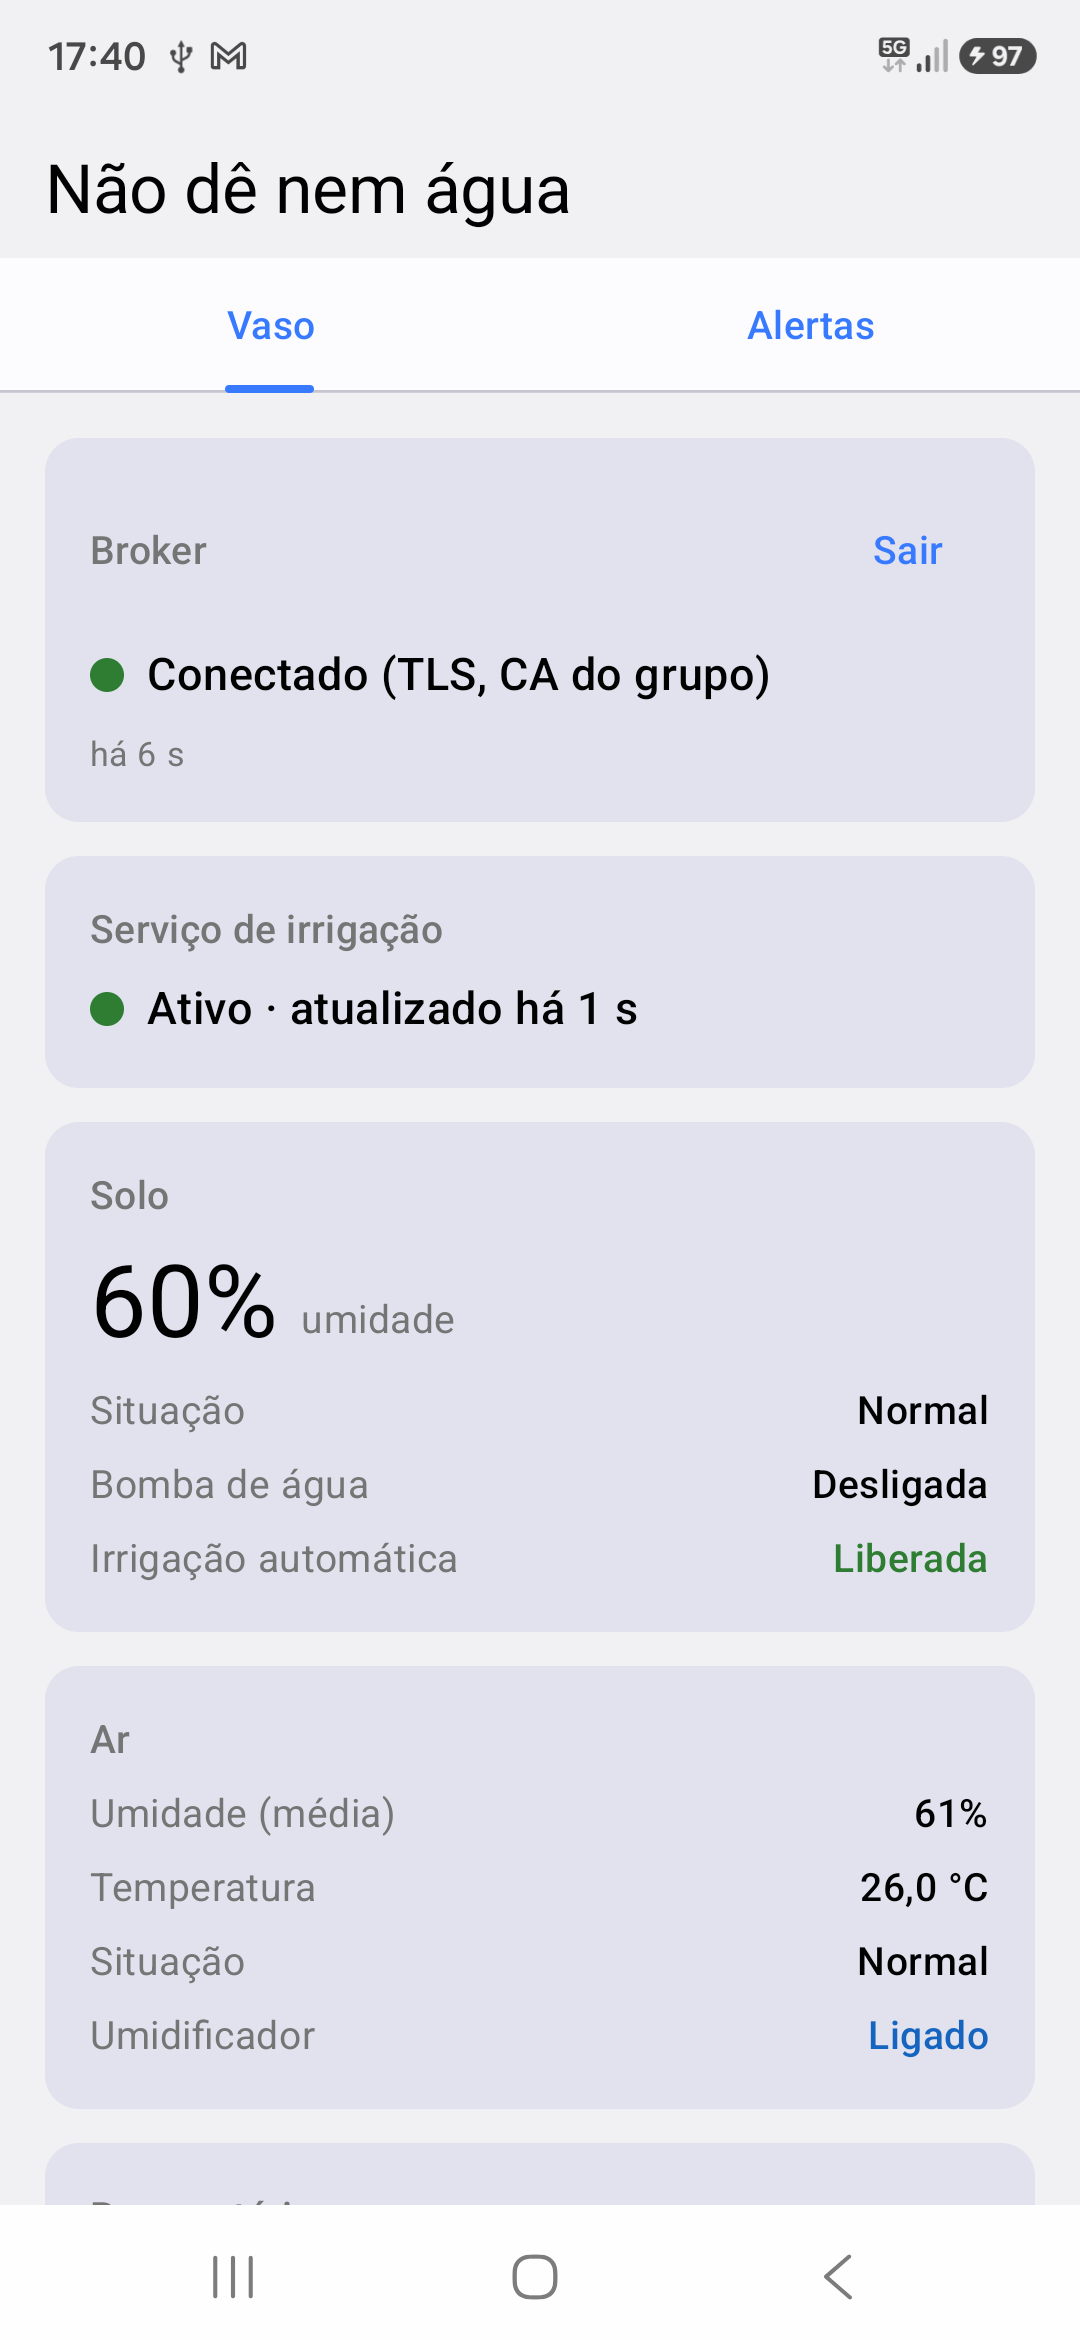 17:40
5G
97
Não dê nem água
Vaso
Alertas
Broker
Sair
Conectado (TLS, CA do grupo)
há 6 s
Serviço de irrigação
Ativo · atualizado há 1 s
Solo
60% umidade
Situação
Normal
Bomba de água
Desligada
Irrigação automática
Liberada
Ar
Umidade (média)
61%
Temperatura
26,0 °C
Situação
Normal
Umidificador
Ligado